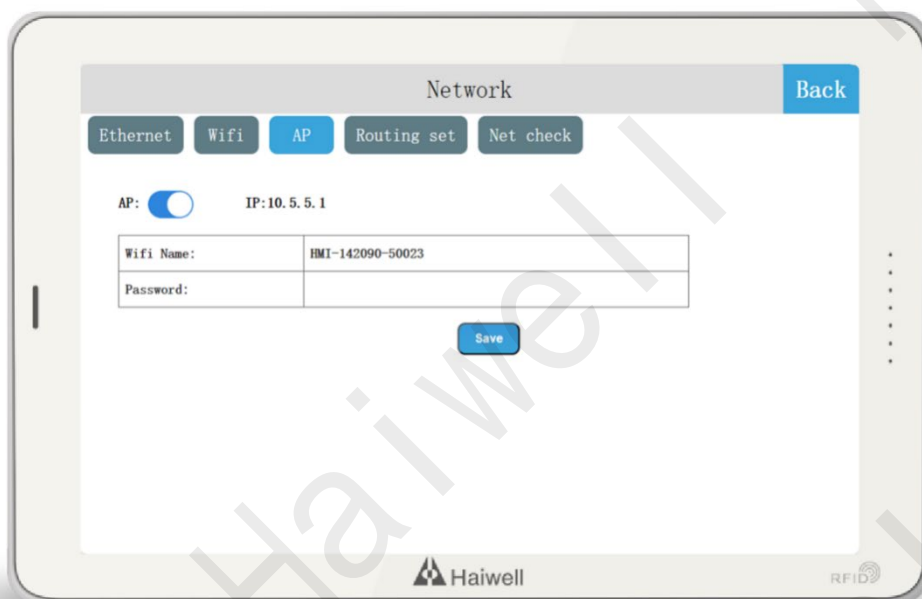 Network
Back
Ethernet
Wifi
AP
Routing set
Net check
AP:
IP:10.5.5.1
Wifi Name:
HMI-142090-50023
Password:
Save
Haiwell
Haiwell
RFID